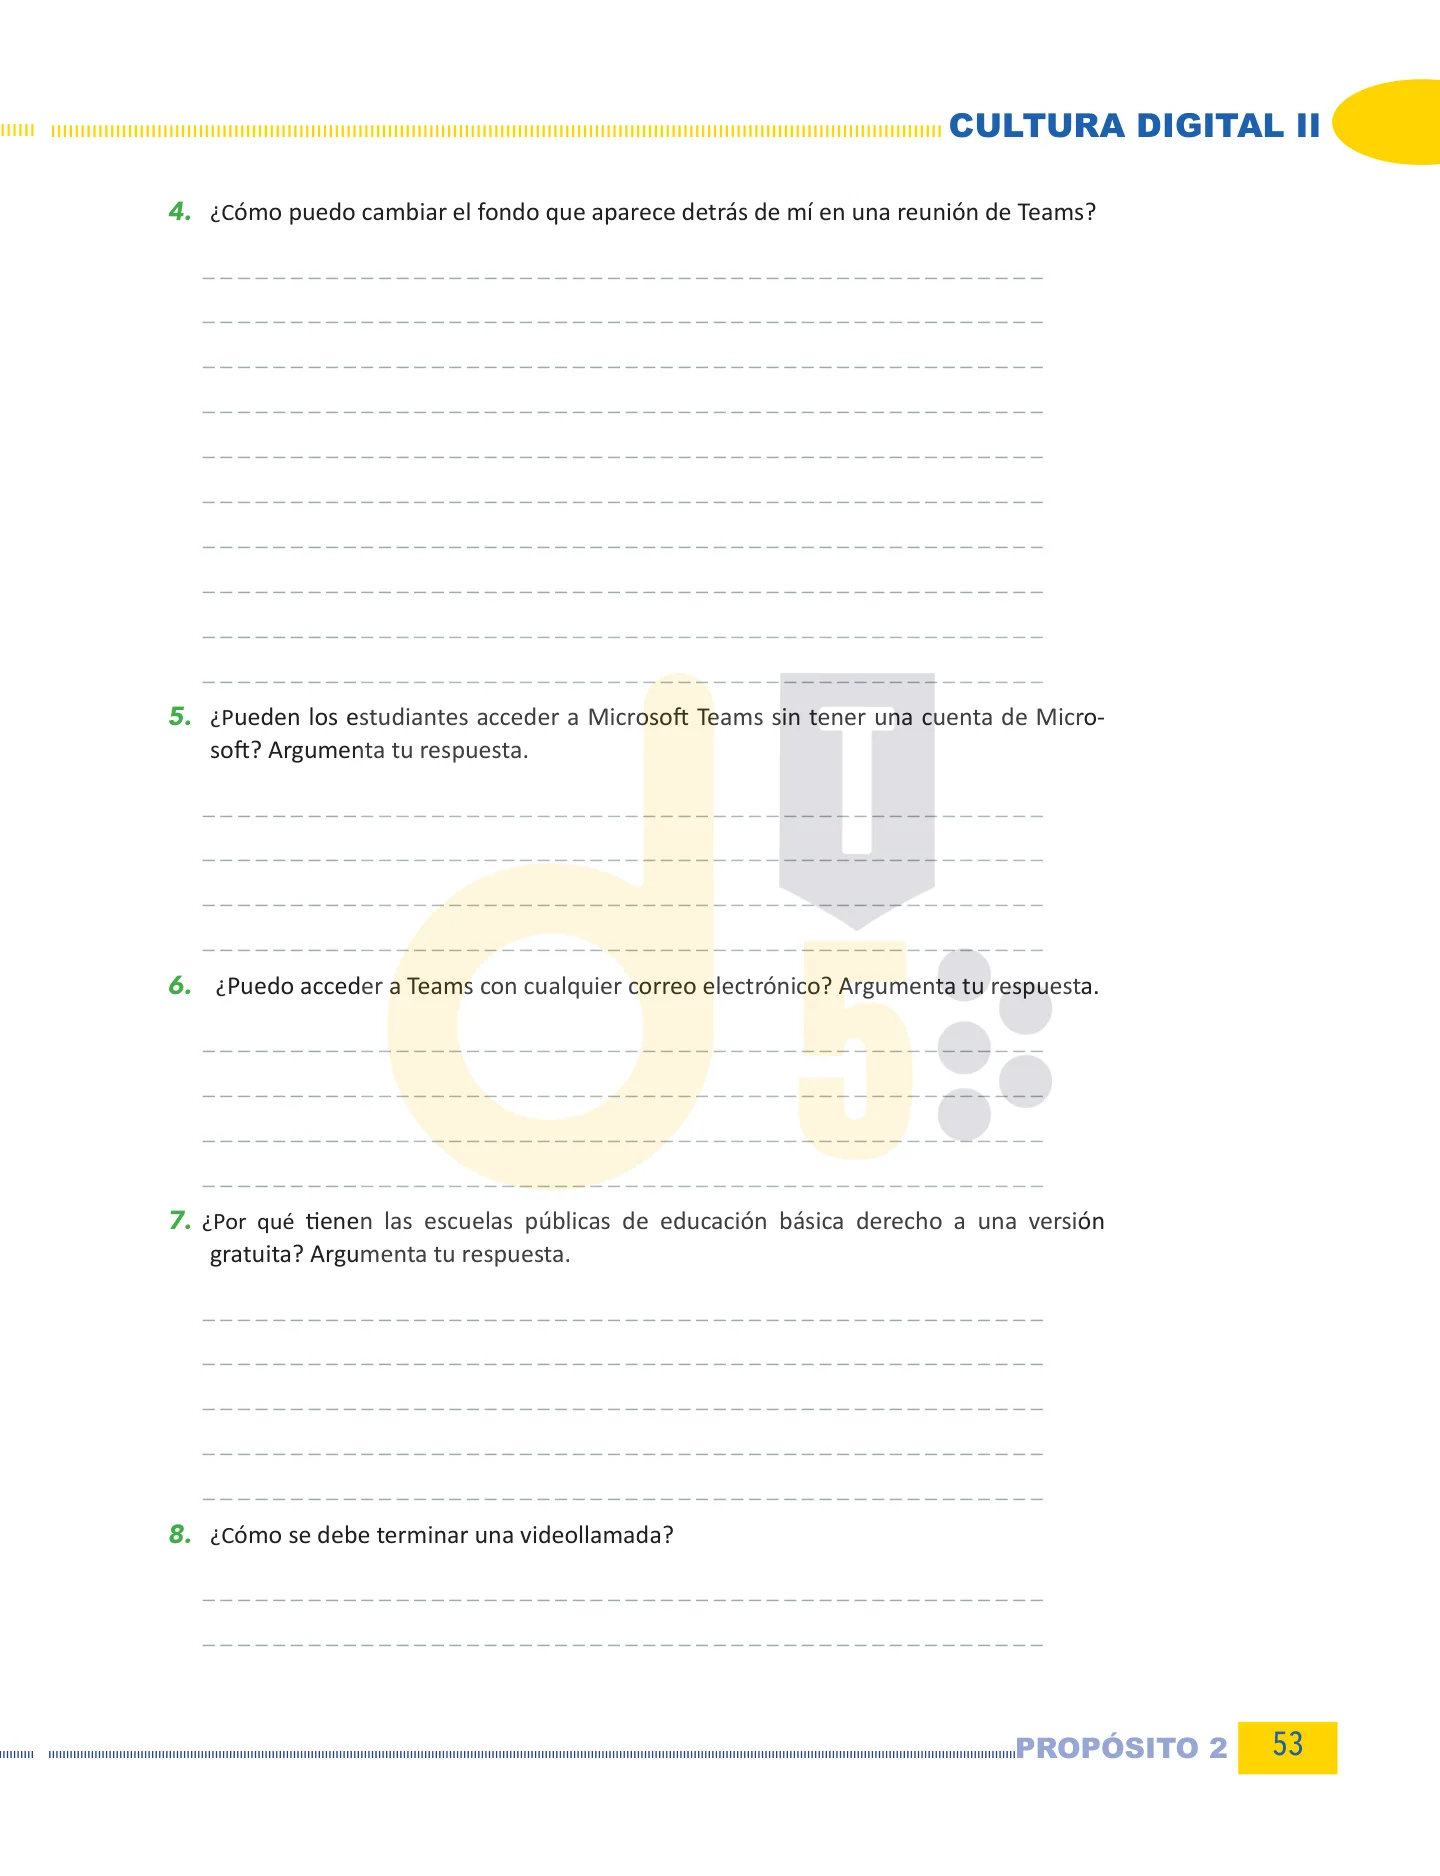 CULTURA DIGITAL II
4. ¿Cómo puedo cambiar el fondo que aparece detrás de mí en una reunión de Teams?
5. ¿Pueden los estudiantes acceder a Microsoft Teams sin tener una cuenta de Micro-
soft? Argumenta tu respuesta.
6. ¿Puedo acceder a Teams con cualquier correo electrónico? Argumenta tu respuesta.
7. ¿Por qué tienen las escuelas públicas de educación básica derecho a una versión
gratuita? Argumenta tu respuesta.
8. ¿Cómo se debe terminar una videollamada?
PROPÓSITO 2
53
d T 5